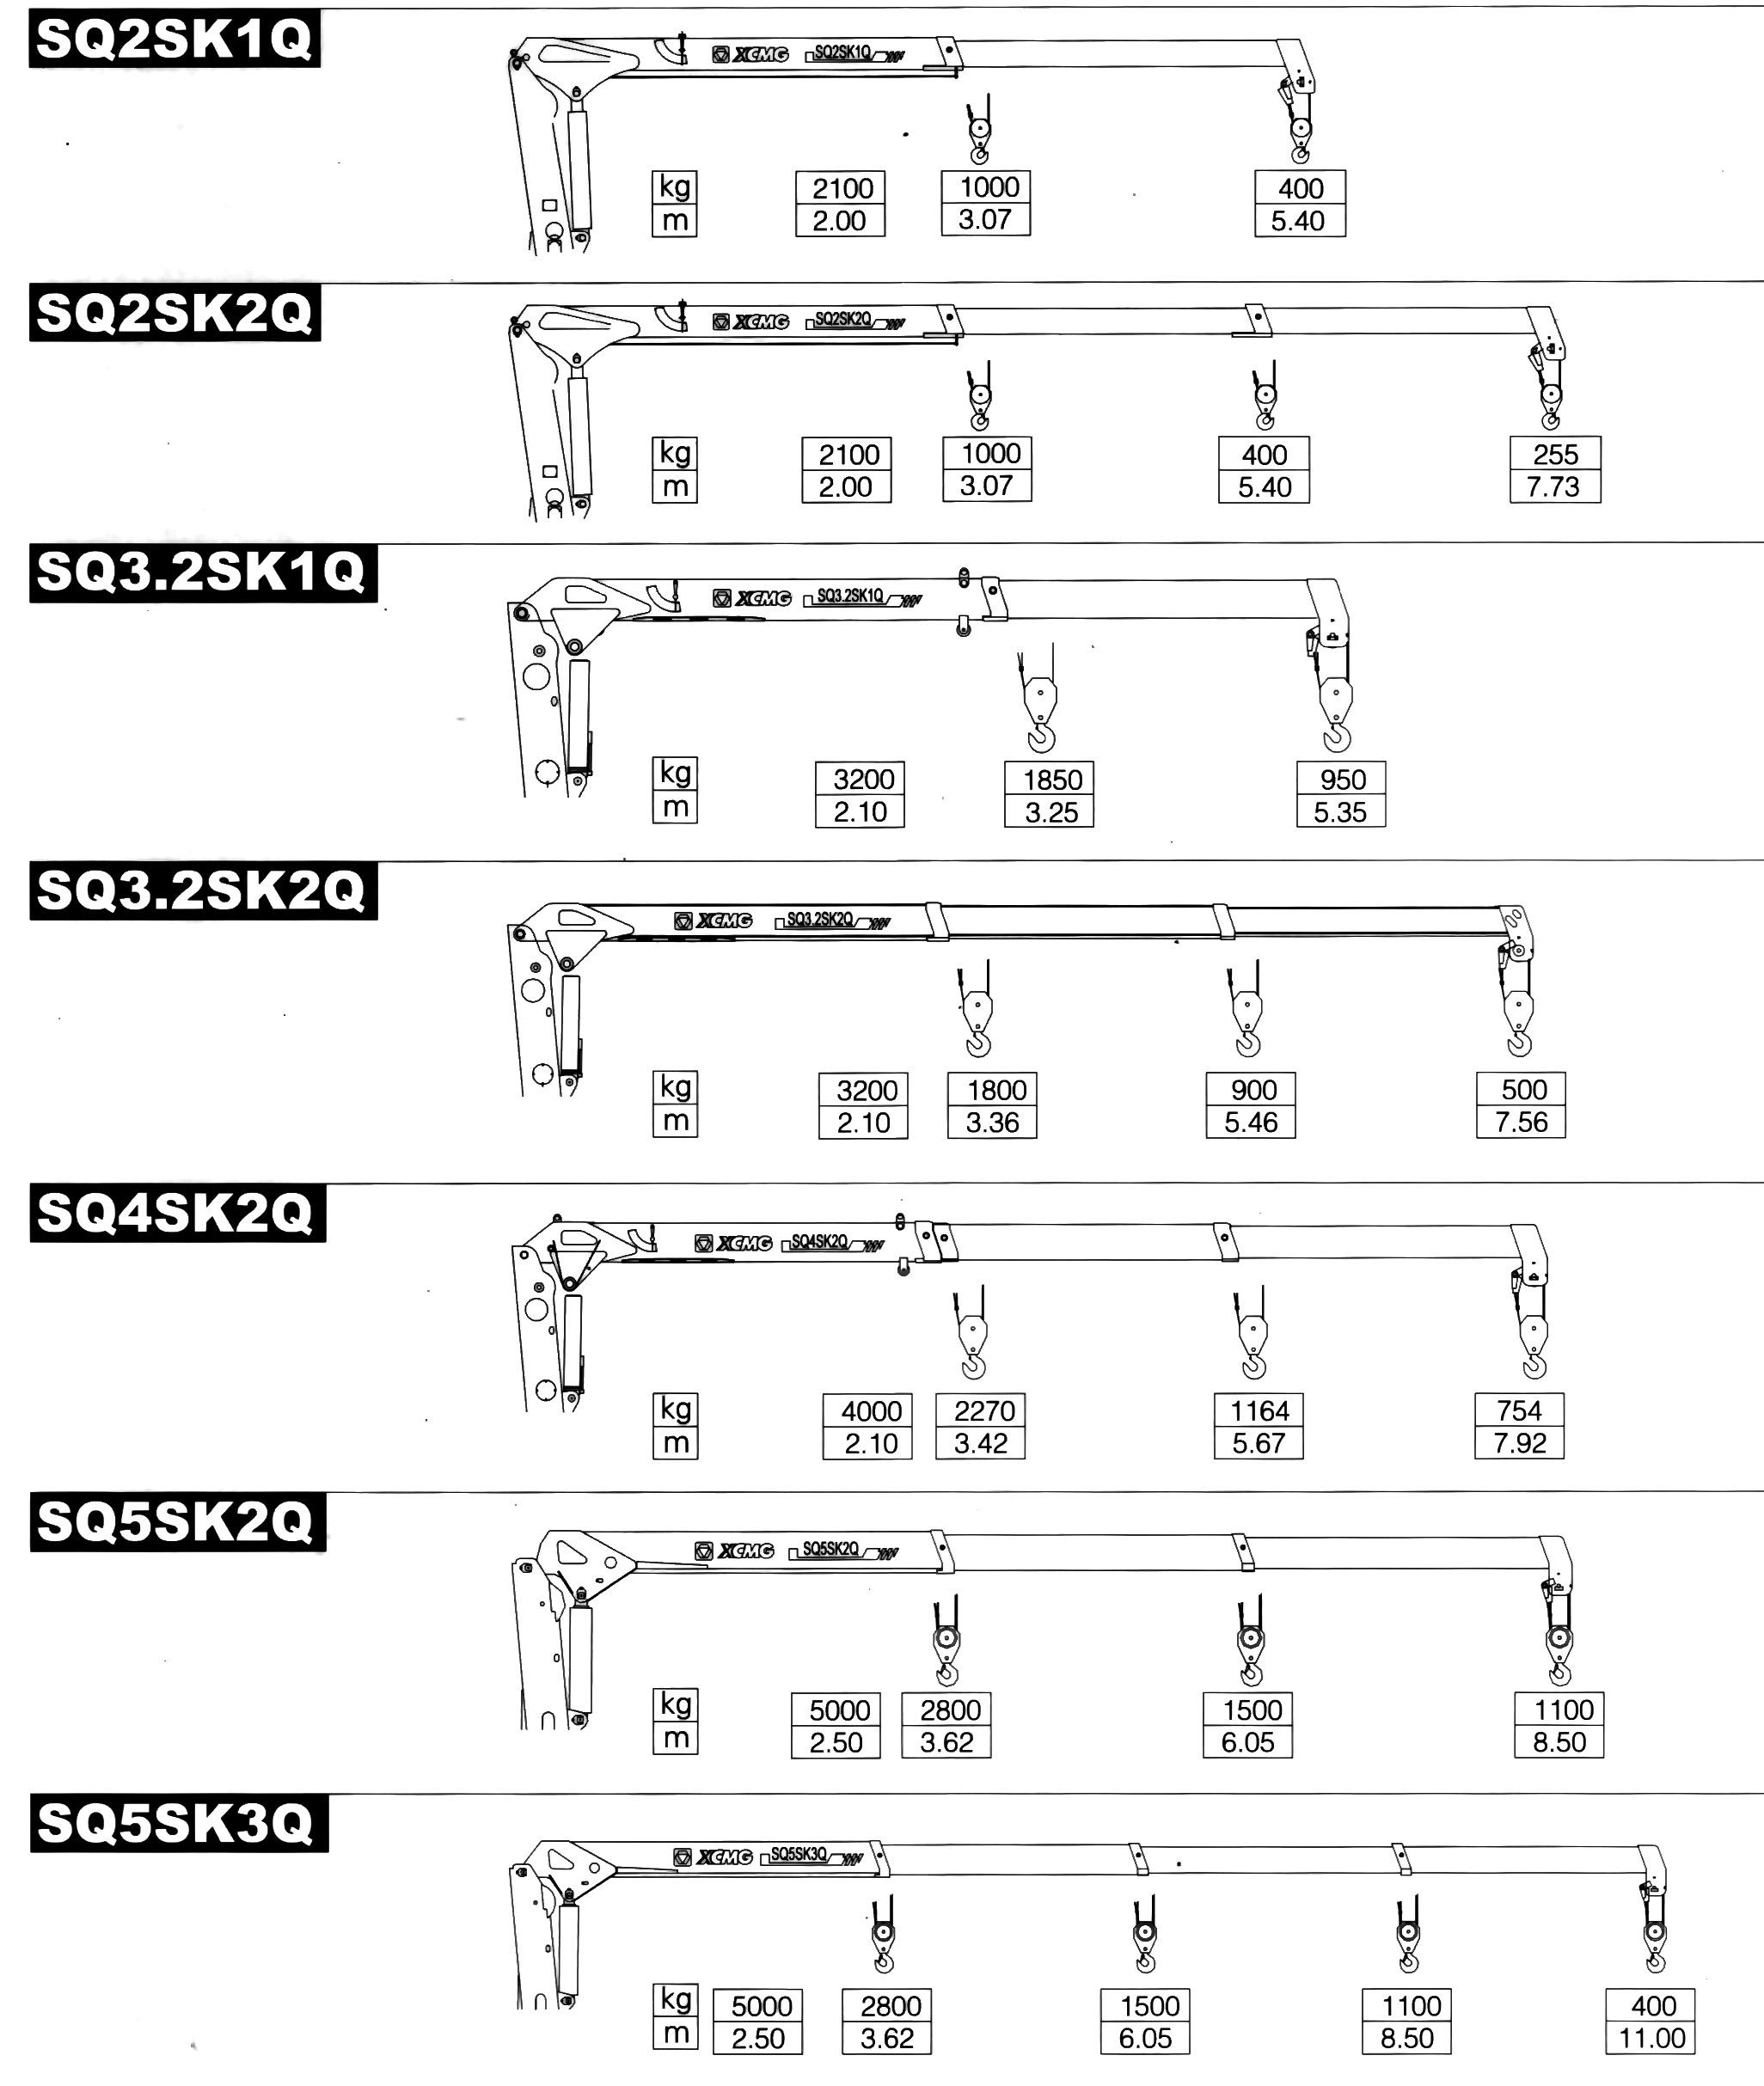 SQ2SK1Q
XCMG SQ2SK1Q
kg 2100 1000 400
m 2.00 3.07 5.40
SQ2SK2Q
XCMG SQ2SK2Q
kg 2100 1000 400 255
m 2.00 3.07 5.40 7.73
SQ3.2SK1Q
XCMG SQ3.2SK1Q
kg 3200 1850 950
m 2.10 3.25 5.35
SQ3.2SK2Q
XCMG SQ3.2SK2Q
kg 3200 1800 900 500
m 2.10 3.36 5.46 7.56
SQ4SK2Q
XCMG SQ4SK2Q
kg 4000 2270 1164 754
m 2.10 3.42 5.67 7.92
SQ5SK2Q
XCMG SQ5SK2Q
kg 5000 2800 1500 1100
m 2.50 3.62 6.05 8.50
SQ5SK3Q
XCMG SQ5SK3Q
kg 5000 2800 1500 1100 400
m 2.50 3.62 6.05 8.50 11.00